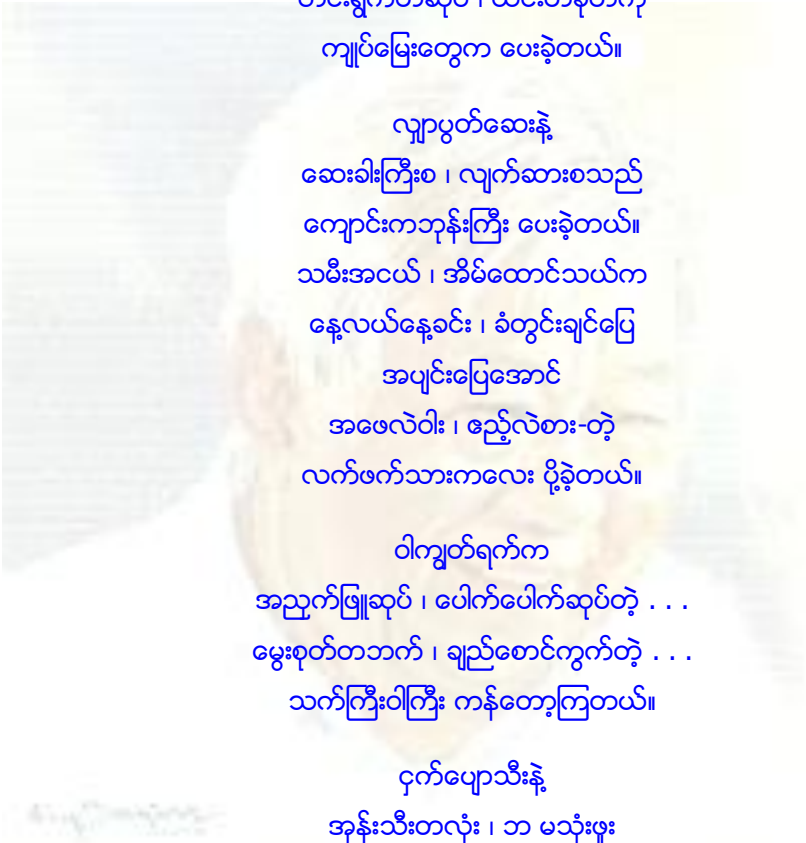 ကျုပ်မြေးတွေက ပေးခဲ့တယ်။
လျှာပွတ်ဆေးနဲ့
ဆေးခါးကြီးစ ၊ လျက်ဆားစသည်
ကျောင်းကဘုန်းကြီး ပေးခဲ့တယ်။
သမီးအငယ် ၊ အိမ်ထောင်သယ်က
နေ့လယ်နေ့ခင်း ၊ ခံတွင်းချင်ပြေ
အပျင်းပြေအောင်
အဖေလဲဝါး ၊ ဧည့်လဲစား-တဲ့
လက်ဖက်သားကလေး ပို့ခဲ့တယ်။
ဝါကျွတ်ရက်က
အညှက်ဖြူဆုပ် ၊ ပေါက်ပေါက်ဆုပ်တဲ့ . . .
မွေးစုတ်တဘက် ၊ ချည်စောင်ကွက်တဲ့ . . .
သက်ကြီးဝါကြီး ကန်တော့ကြတယ်။
ငှက်ပျောသီးနဲ့
အုန်းသီးတလုံး ၊ ဘ မသုံးဖူး